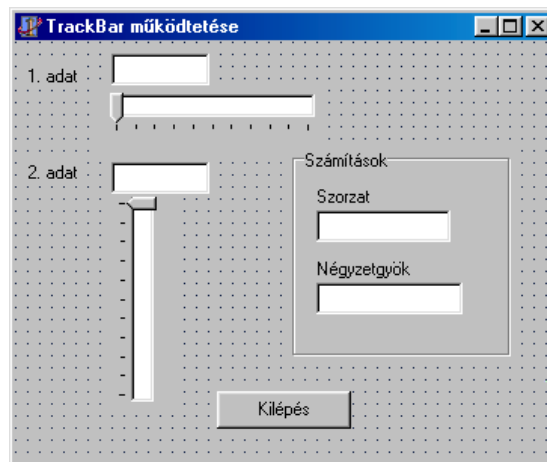 TrackBar működtetése
1. adat
2. adat
Számítások
Szorzat
Négyzetgyök
Kilépés